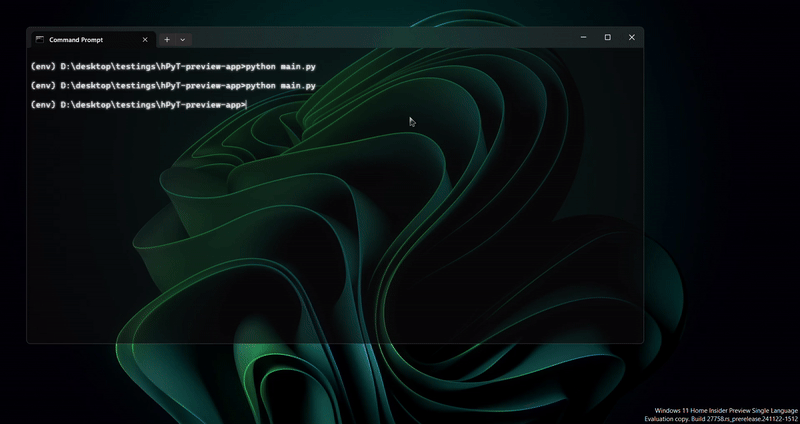 Command Prompt
(env) D:\desktop\testings\hPyT-preview-app>python main.py
(env) D:\desktop\testings\hPyT-preview-app>python main.py
(env) D:\desktop\testings\hPyT-preview-app>
Windows 11 Home Insider Preview Single Language
Evaluation copy. Build 27758.rs_prerelease.241122-1512